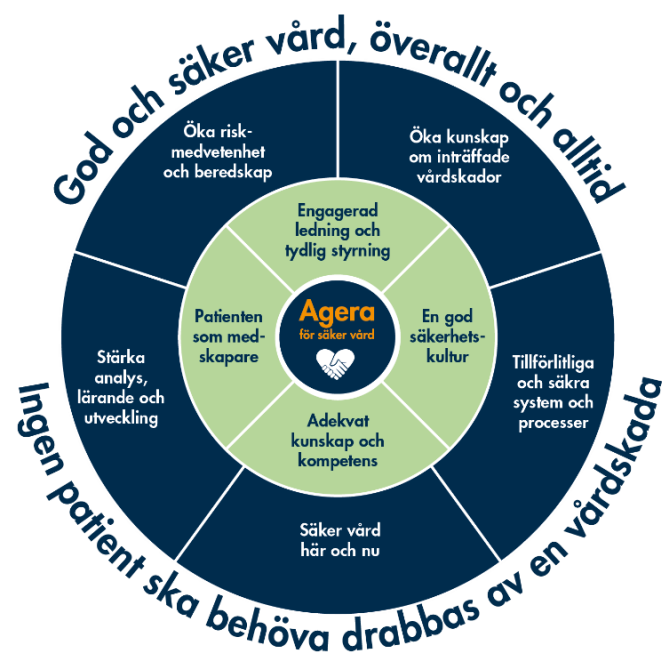 God och säker vård, överallt och alltid
Öka risk-
medvetenhet
och beredskap
Öka kunskap
om inträffade
vårdskador
Engagerad
ledning och
tydlig styrning
Patienten
som med-
skapare
Agera
för säker vård
En god
säkerhets-
kultur
Stärka
analys,
lärande och
utveckling
Tillförlitliga
och säkra
system och
processer
Adekvat
kunskap och
kompetens
Säker vård
här och nu
Ingen patient ska behöva drabbas av en vårdskada